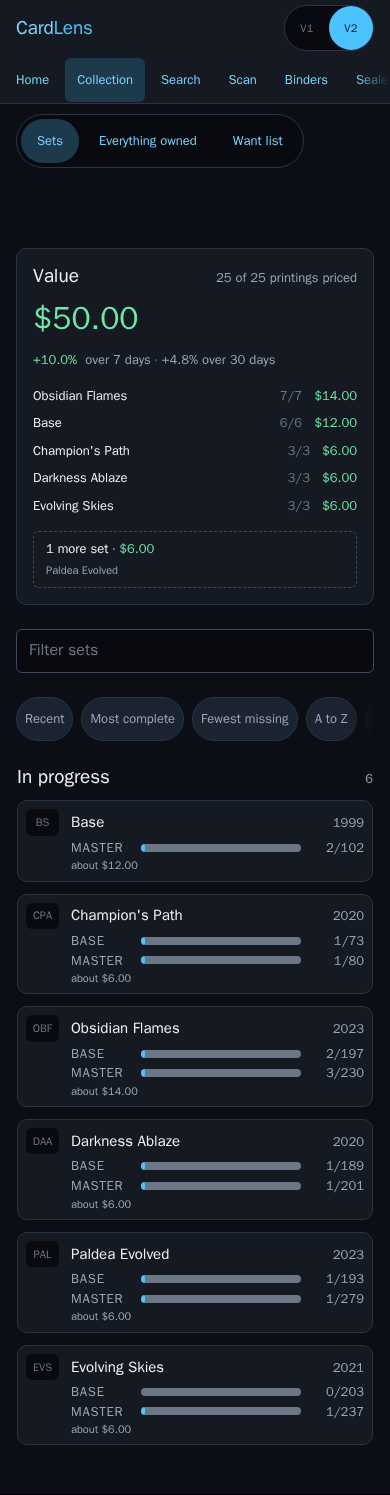 CardLens
V1 V2
Home Collection Search Scan Binders Seale
Sets Everything owned Want list
Value 25 of 25 printings priced
$50.00
+10.0% over 7 days · +4.8% over 30 days
Obsidian Flames 7/7 $14.00
Base 6/6 $12.00
Champion's Path 3/3 $6.00
Darkness Ablaze 3/3 $6.00
Evolving Skies 3/3 $6.00
1 more set · $6.00
Paldea Evolved
Filter sets
Recent Most complete Fewest missing A to Z
In progress 6
BS Base 1999
MASTER 2/102
about $12.00
CPA Champion's Path 2020
BASE 1/73
MASTER 1/80
about $6.00
OBF Obsidian Flames 2023
BASE 2/197
MASTER 3/230
about $14.00
DAA Darkness Ablaze 2020
BASE 1/189
MASTER 1/201
about $6.00
PAL Paldea Evolved 2023
BASE 1/193
MASTER 1/279
about $6.00
EVS Evolving Skies 2021
BASE 0/203
MASTER 1/237
about $6.00